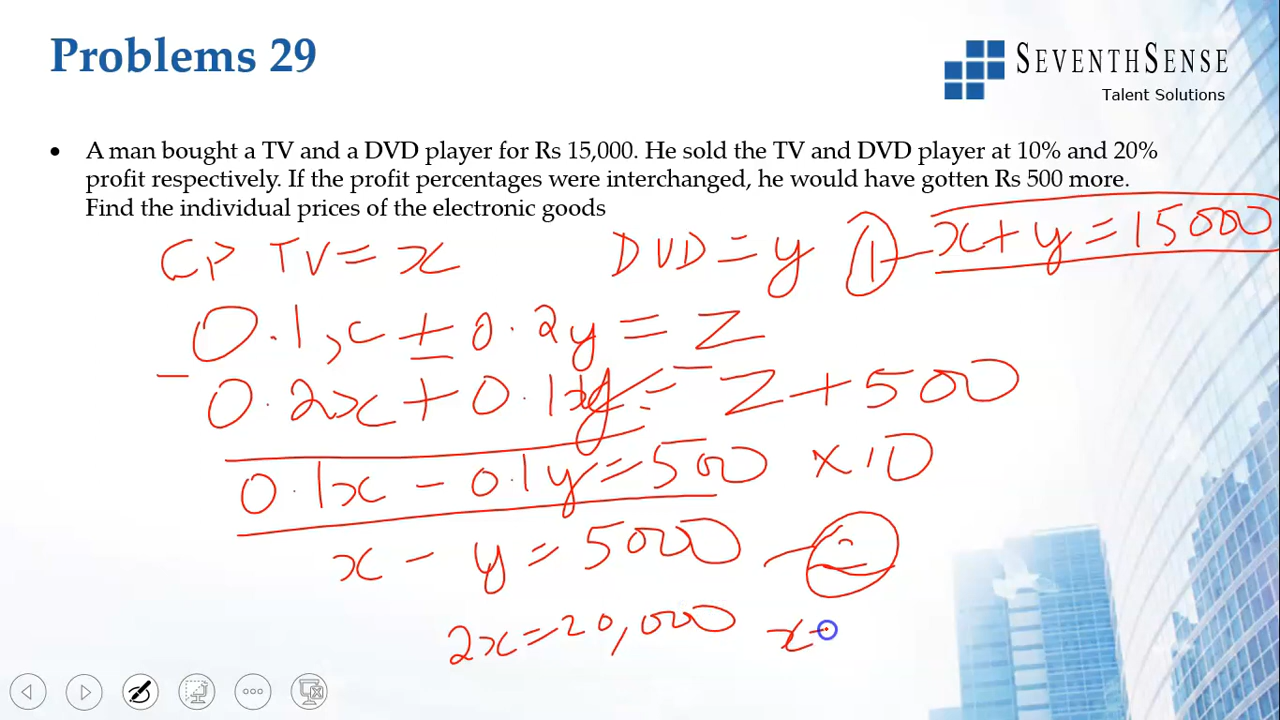 Problems 29
SEVENTHSENSE
Talent Solutions
• A man bought a TV and a DVD player for Rs 15,000. He sold the TV and DVD player at 10% and 20%
profit respectively. If the profit percentages were interchanged, he would have gotten Rs 500 more.
Find the individual prices of the electronic goods
CP TV = x DVD = y ① x + y = 15000
0.1x + 0.2y = Z
0.2x + 0.1y = Z + 500
0.1x - 0.1y = 500 × 10
x - y = 5000 - ②
2x = 20,000 x =